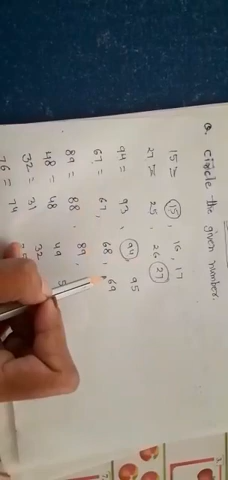 Q. Circle the given number.
15 = 15, 16, 17
27 = 25, 26 27
94 = 93, 94, 95
67 = 67, 68, 69
89 = 88, 89,
48 = 48 49
32 = 31 32
76 = 74